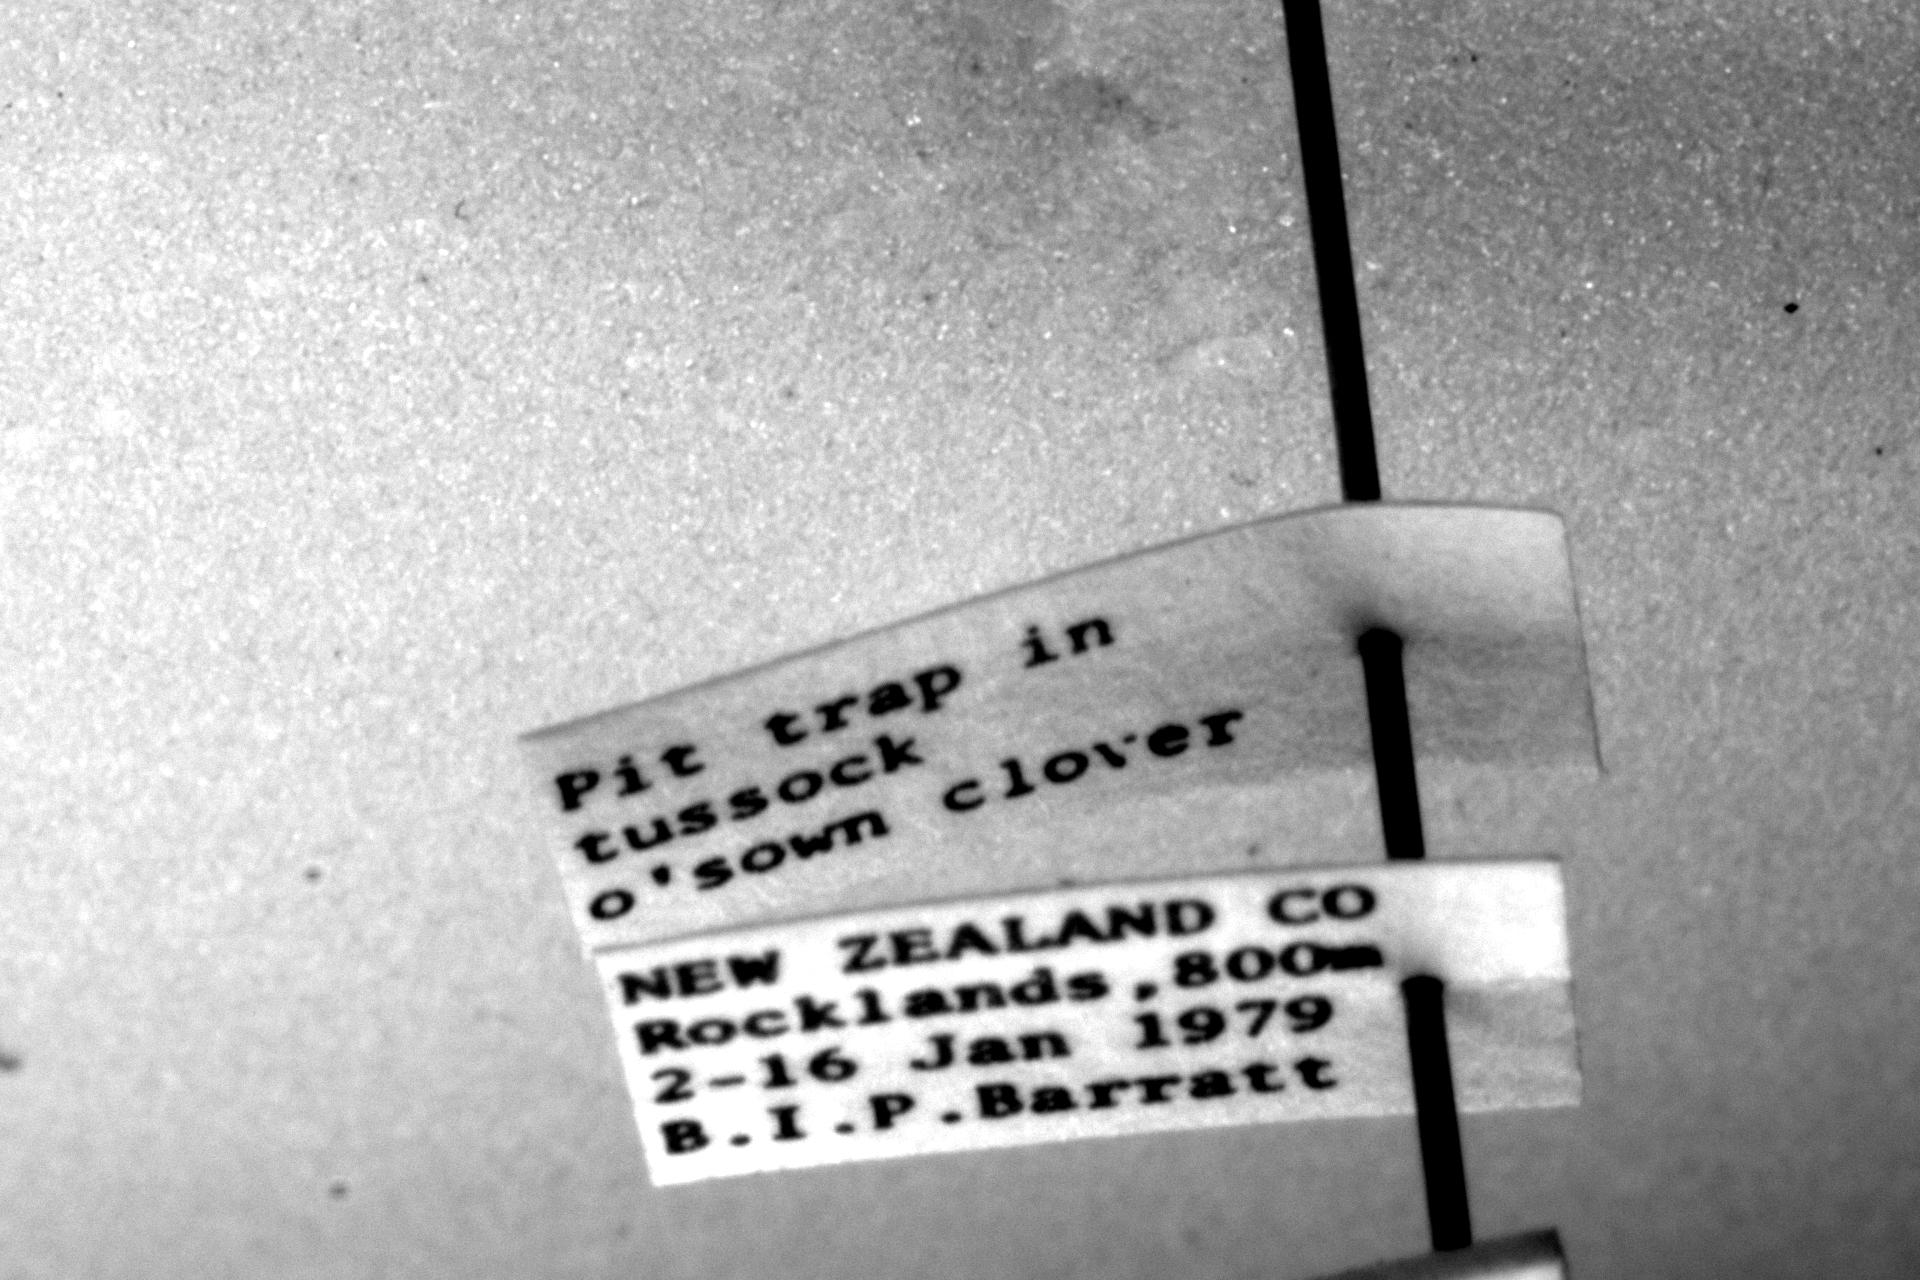 Pit trap in
tussock
o'sown clover
NEW ZEALAND CO
Rocklands,800m
2-16 Jan 1979
B.I.P.Barratt